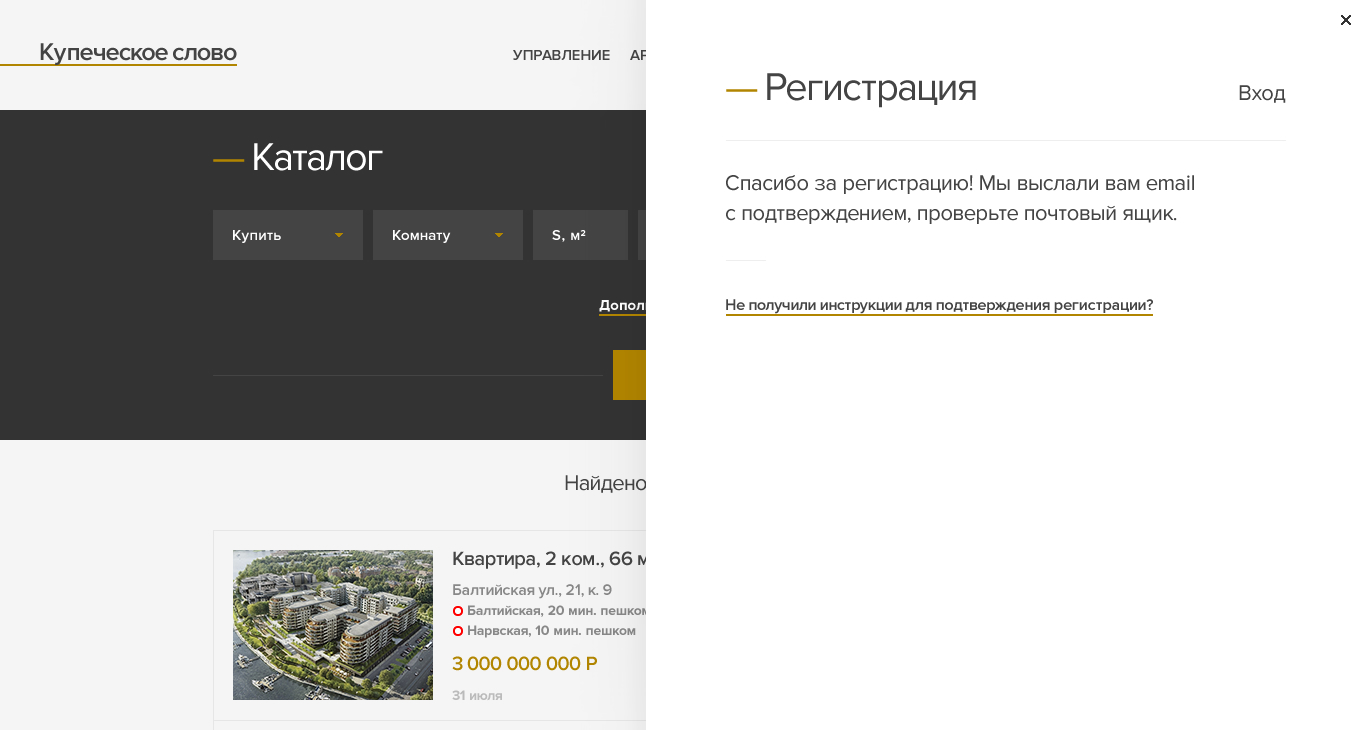 Купеческое слово
УПРАВЛЕНИЕ
Каталог
Купить
Комнату
S, м²
Найдено
Квартира, 2 ком., 66
Балтийская ул., 21, к. 9
Балтийская, 20 мин. пешком
Нарвская, 10 мин. пешком
3 000 000 000 Р
31 июля
Регистрация
Вход
Спасибо за регистрацию! Мы выслали вам email
с подтверждением, проверьте почтовый ящик.
Не получили инструкции для подтверждения регистрации?